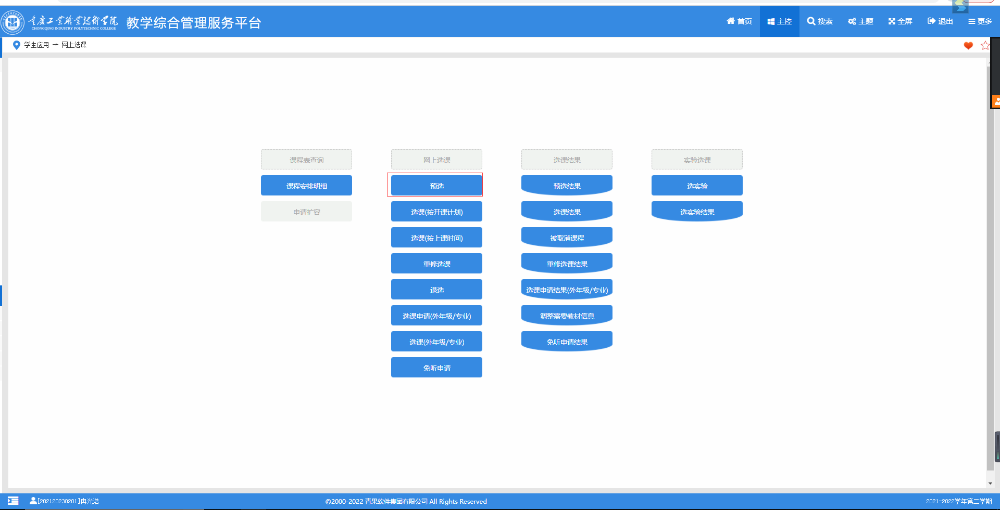 重庆工业职业技术学院
CHONGQING INDUSTRY POLYTECHNIC COLLEGE
教学综合管理服务平台
首页 主控 搜索 主题 全屏 退出 更多
学生应用 → 网上选课
课程表查询 网上选课 选课结果 实验选课
课程安排明细 预选 预选结果 选实验
申请扩容 选课(按开课计划) 选课结果 选实验结果
选课(按上课时间) 被取消课程
重修选课 重修选课结果
退选 选课申请结果(外年级/专业)
选课申请(外年级/专业) 调整需要教材信息
选课(外年级/专业) 免听申请结果
免听申请
[202120230201]冉光浩 ©2000-2022 青果软件集团有限公司 All Rights Reserved 2021-2022学年第二学期